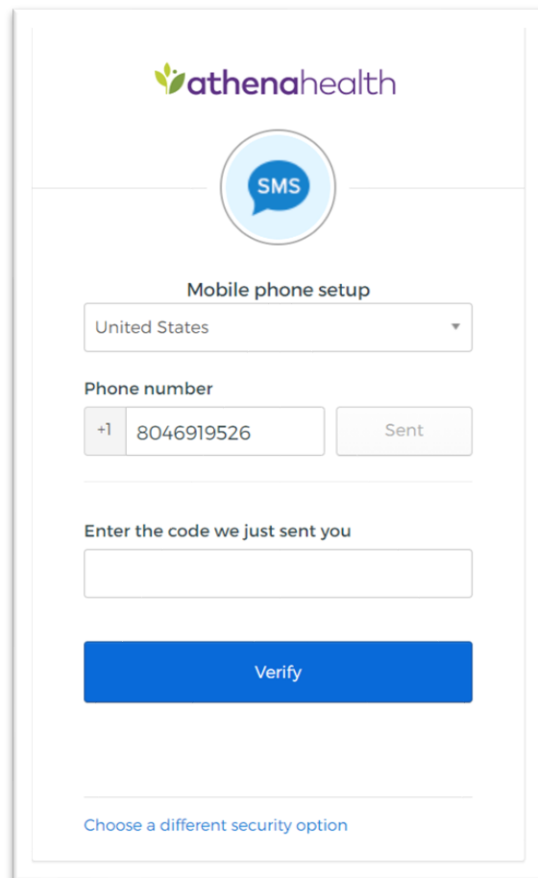 athenahealth
SMS
Mobile phone setup
United States
Phone number
+1 8046919526 Sent
Enter the code we just sent you
Verify
Choose a different security option